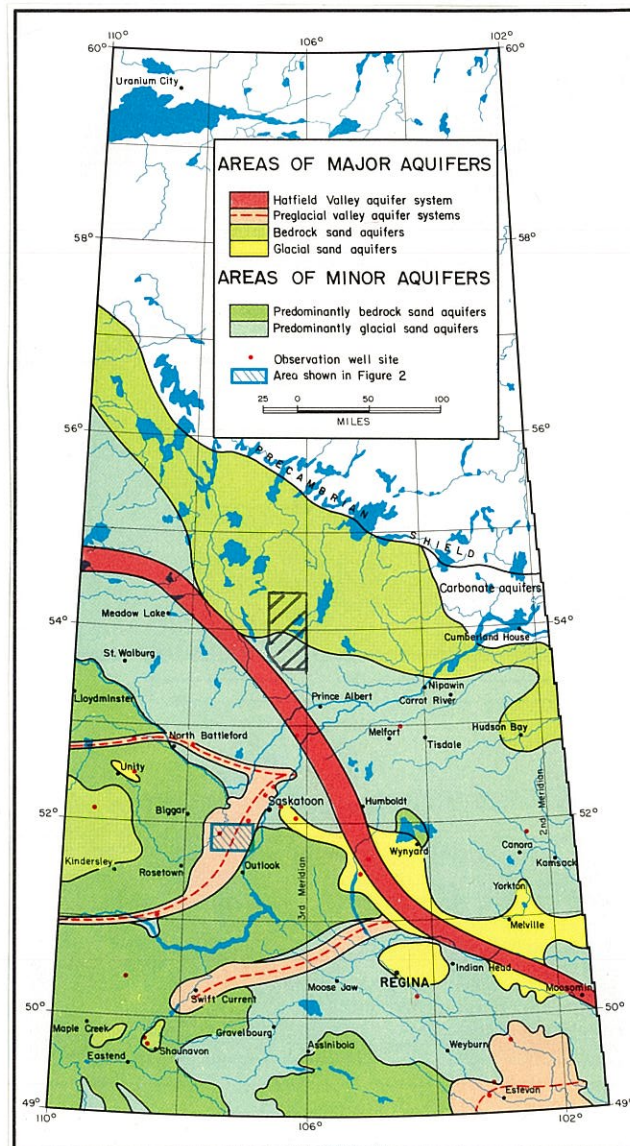 110°
106°
102°
60°
60°
Uranium City
AREAS OF MAJOR AQUIFERS
Hatfield Valley aquifer system
Preglacial valley aquifer systems
Bedrock sand aquifers
Glacial sand aquifers
58°
58°
AREAS OF MINOR AQUIFERS
Predominantly bedrock sand aquifers
Predominantly glacial sand aquifers
Observation well site
Area shown in Figure 2
25 0 50 100
MILES
56°
56°
PRECAMBRIAN SHIELD
Carbonate aquifers
Meadow Lake
54°
54°
Cumberland House
St. Walburg
Nipawin
Lloydminster
Prince Albert
Carrot River
North Battleford
Melfort
Tisdale
Hudson Bay
Unity
2nd Meridian
Biggar
Saskatoon
Humboldt
52°
52°
Wynyard
Canora
Kamsack
Kindersley
Rosetown
Outlook
3rd Meridian
Yorkton
Melville
REGINA
Indian Head
Moosomin
50°
50°
Swift Current
Moose Jaw
Maple Creek
Gravelbourg
Assiniboia
Weyburn
Eastend
Shaunavon
Estevan
49°
49°
110°
106°
102°